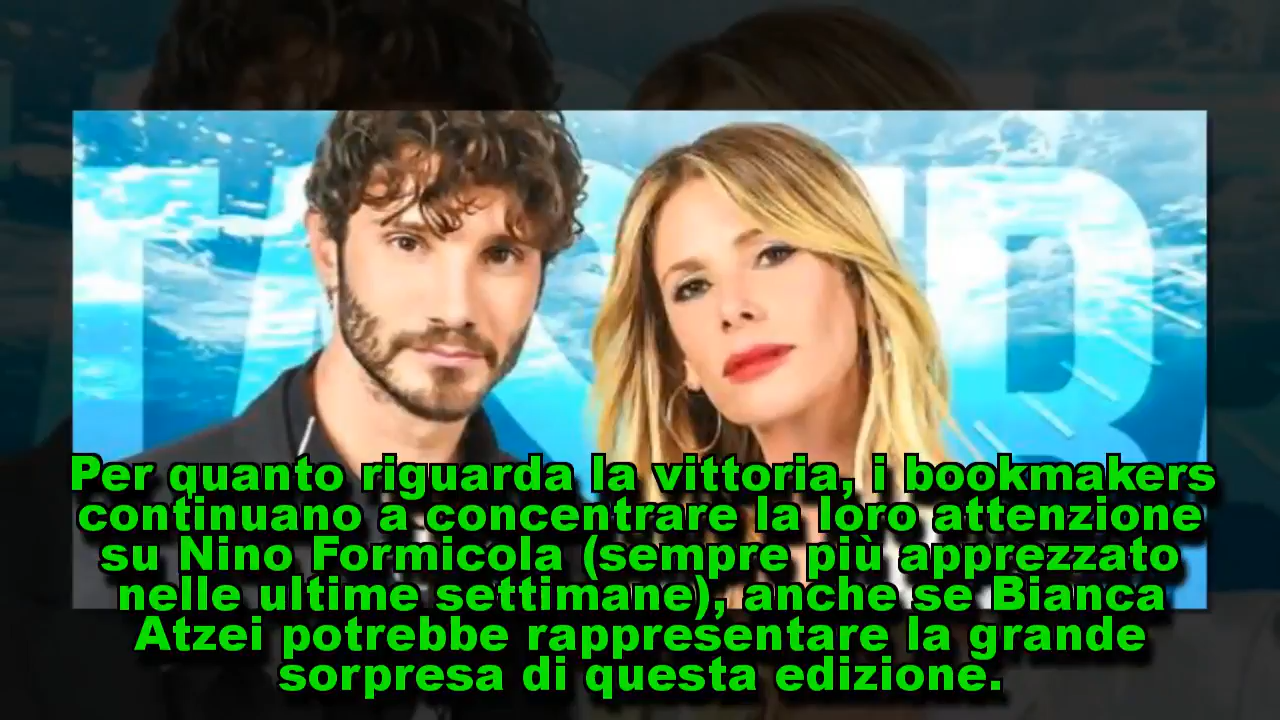 Per quanto riguarda la vittoria, i bookmakers
continuano a concentrare la loro attenzione
su Nino Formicola (sempre più apprezzato
nelle ultime settimane), anche se Bianca
Atzei potrebbe rappresentare la grande
sorpresa di questa edizione.